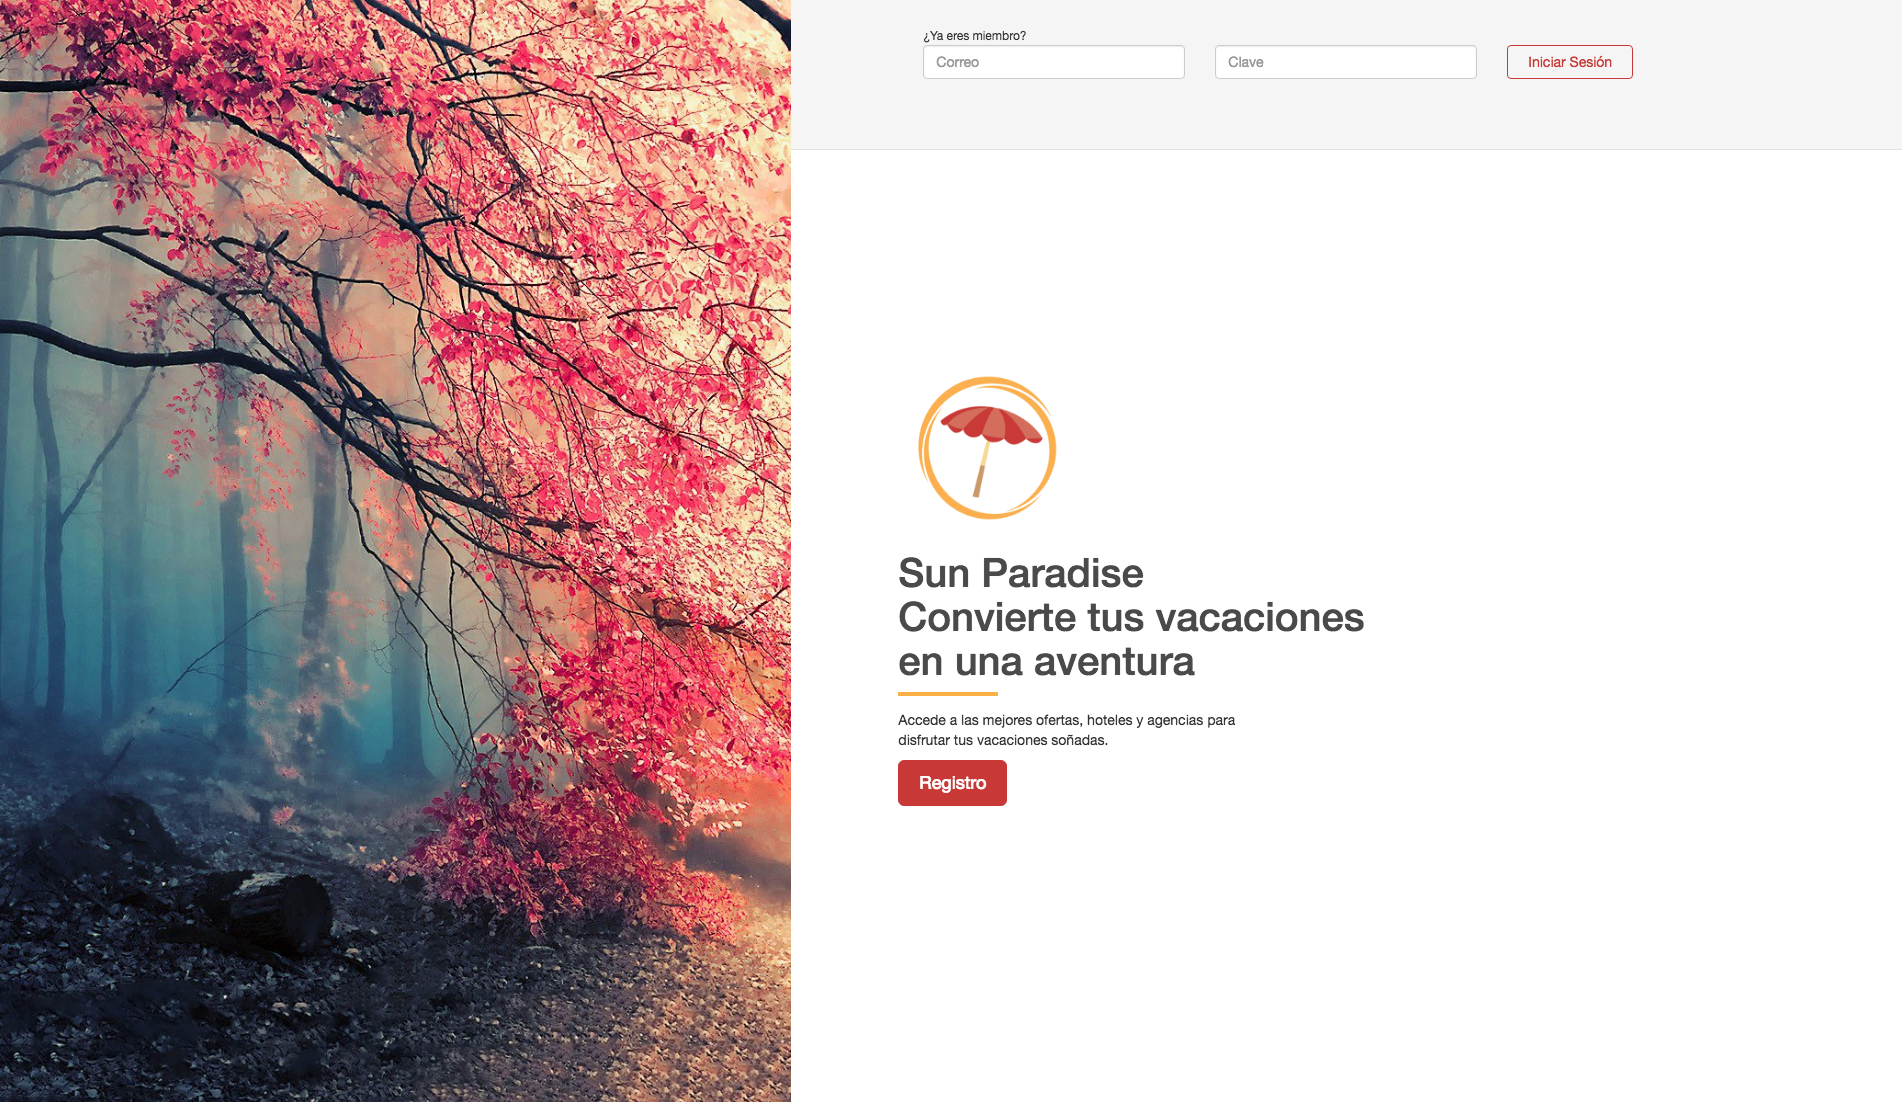 ¿Ya eres miembro?
Correo Clave Iniciar Sesión
Sun Paradise
Convierte tus vacaciones
en una aventura
Accede a las mejores ofertas, hoteles y agencias para
disfrutar tus vacaciones soñadas.
Registro